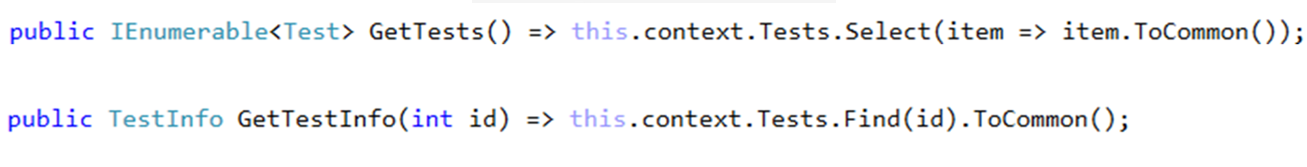 public IEnumerable<Test> GetTests() => this.context.Tests.Select(item => item.ToCommon());
public TestInfo GetTestInfo(int id) => this.context.Tests.Find(id).ToCommon();